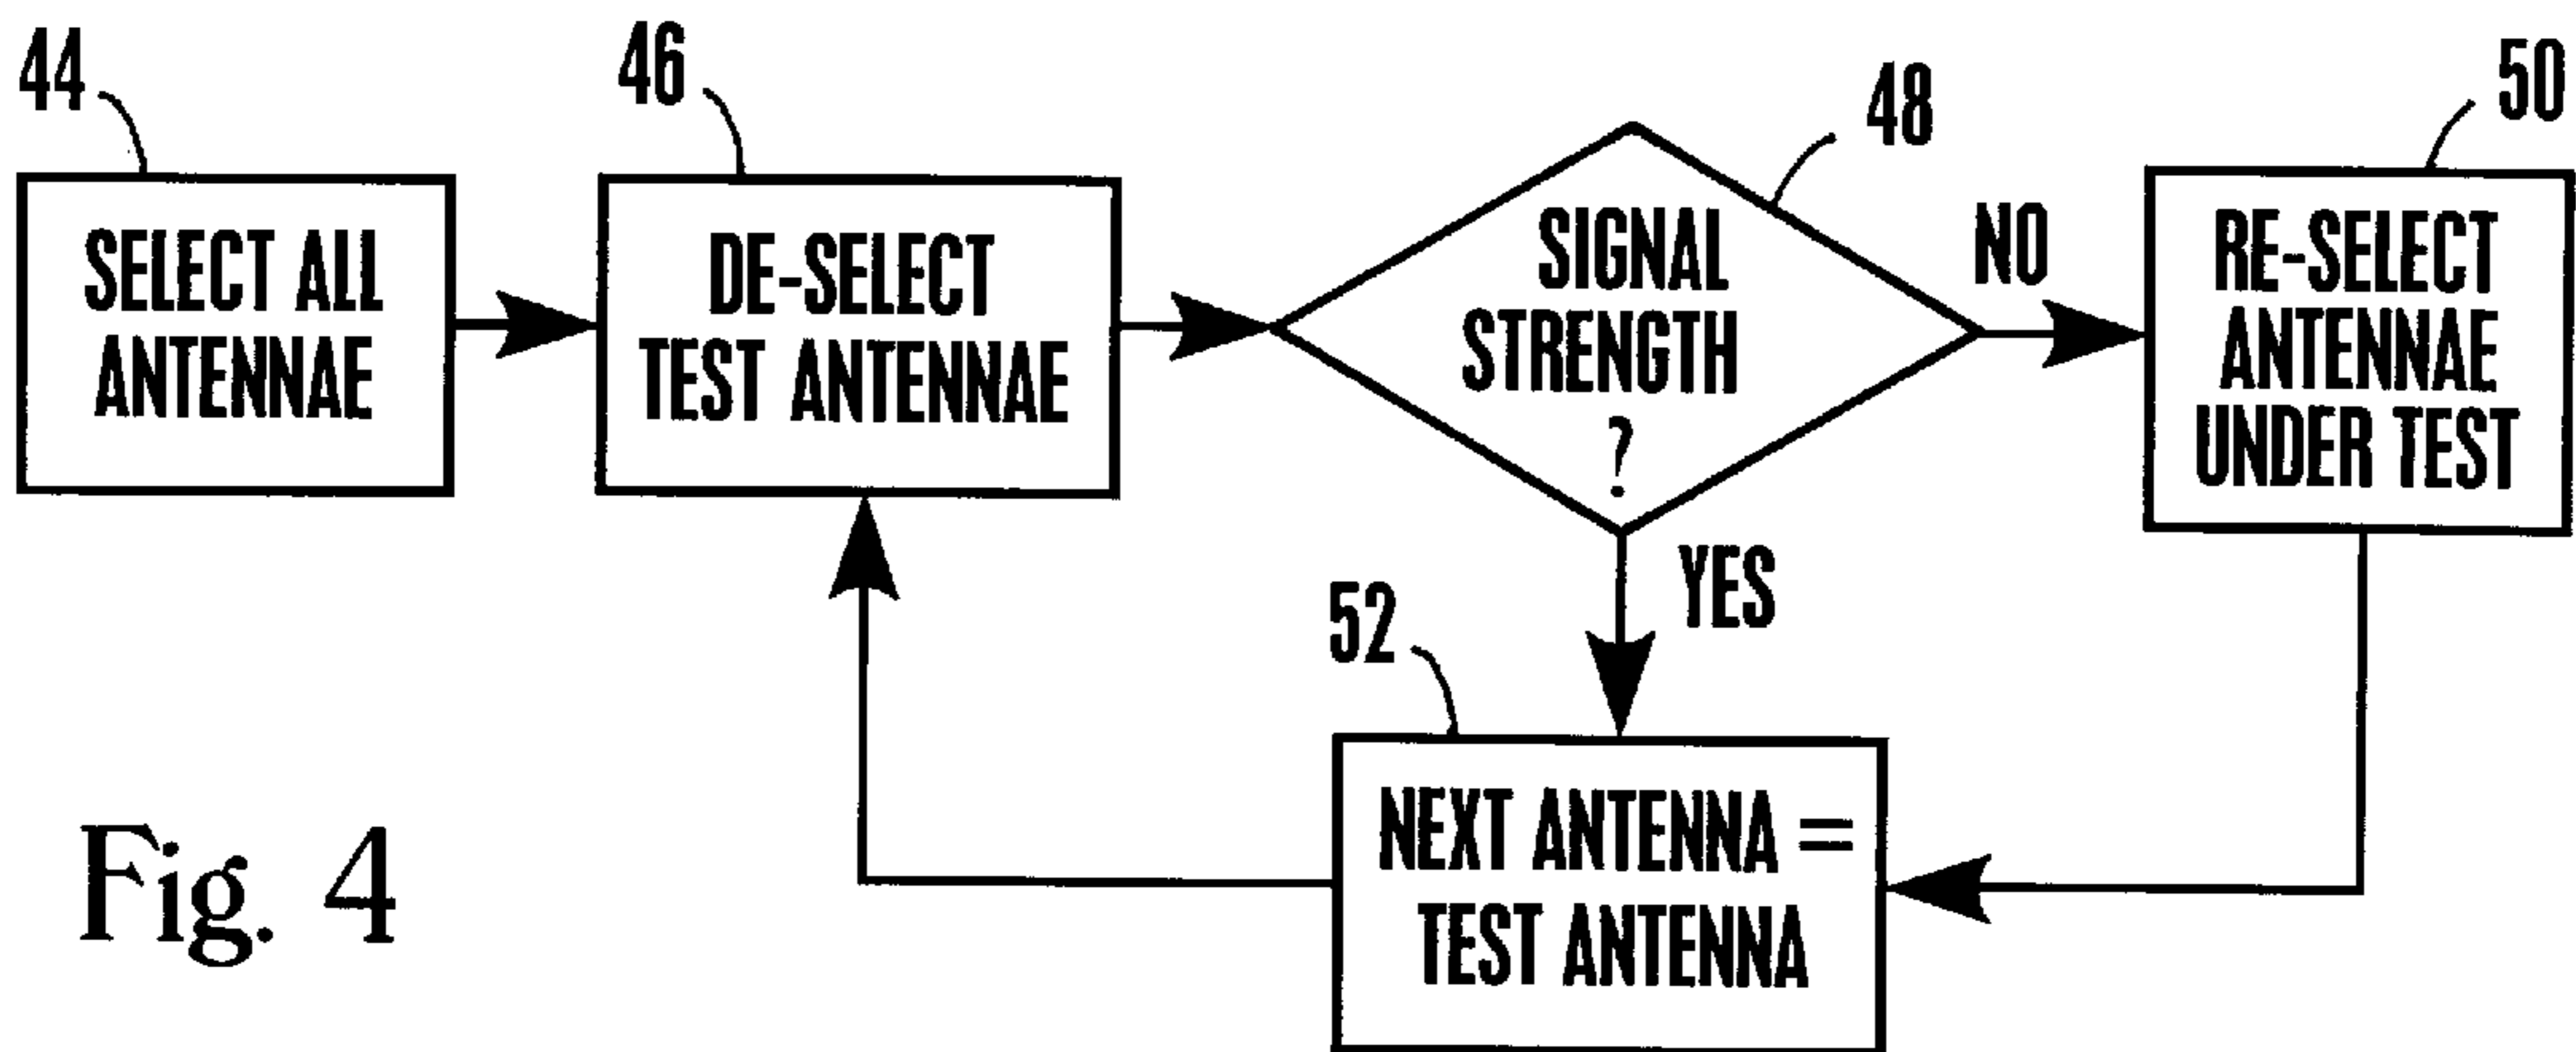 44
SELECT ALL
ANTENNAE
46
DE-SELECT
TEST ANTENNAE
48
SIGNAL
STRENGTH
?
NO
YES
50
RE-SELECT
ANTENNAE
UNDER TEST
52
NEXT ANTENNA =
TEST ANTENNA
Fig. 4